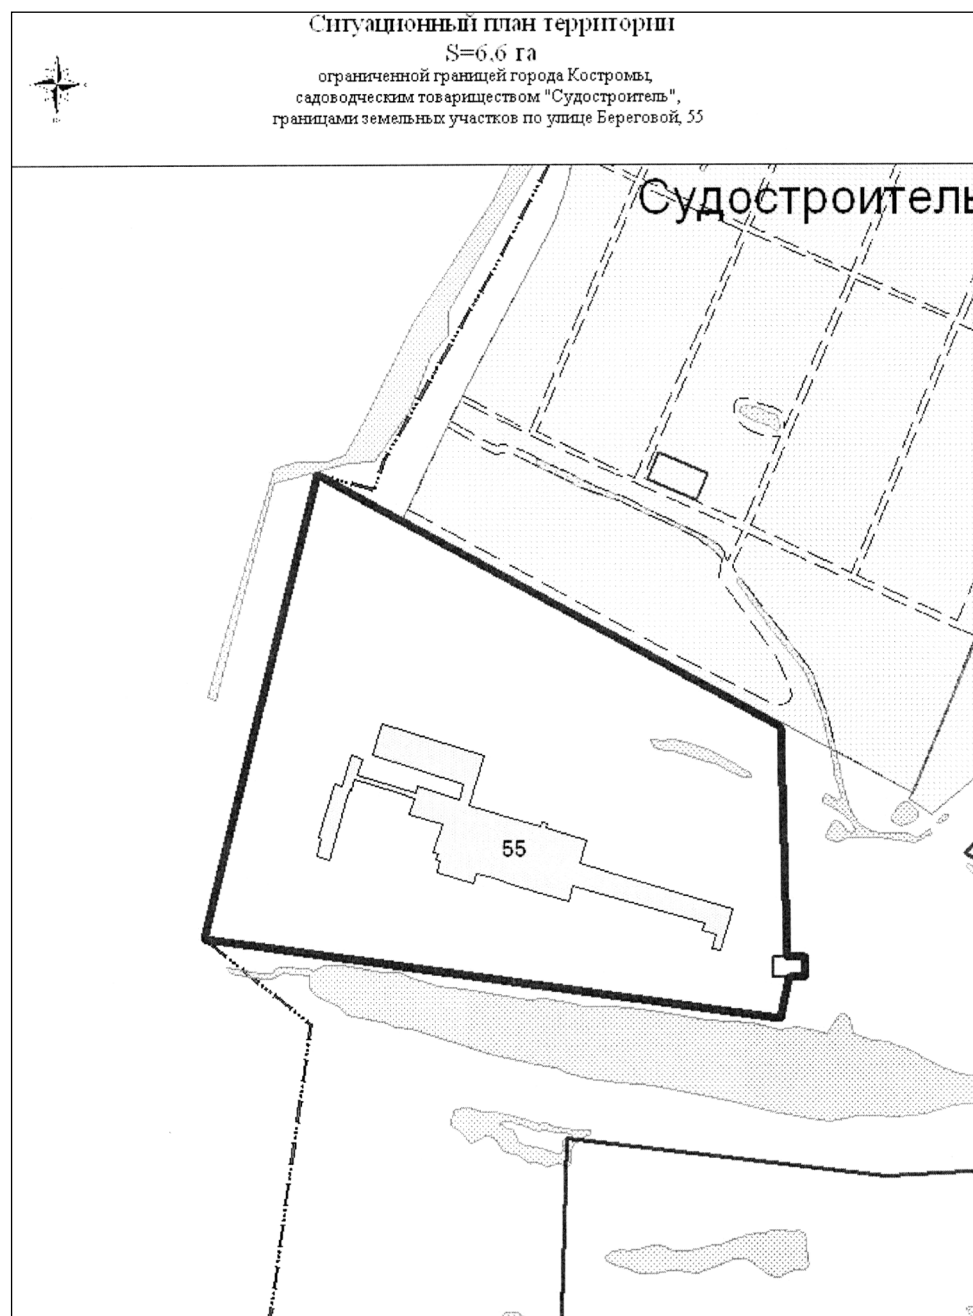 Ситуационный план территории
S=6,6 га
ограниченной границей города Костромы,
садоводческим товариществом "Судостроитель",
границами земельных участков по улице Береговой, 55
Судостроитель
55